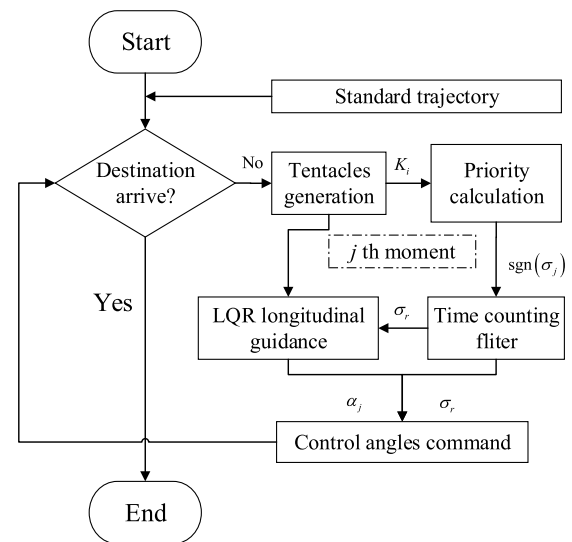 Start
Standard trajectory
Destination
arrive?
No
Tentacles
generation
K_i
Priority
calculation
j th moment
sgn(σ_j)
Yes
LQR longitudinal
guidance
σ_r
Time counting
fliter
α_j
σ_r
Control angles command
End